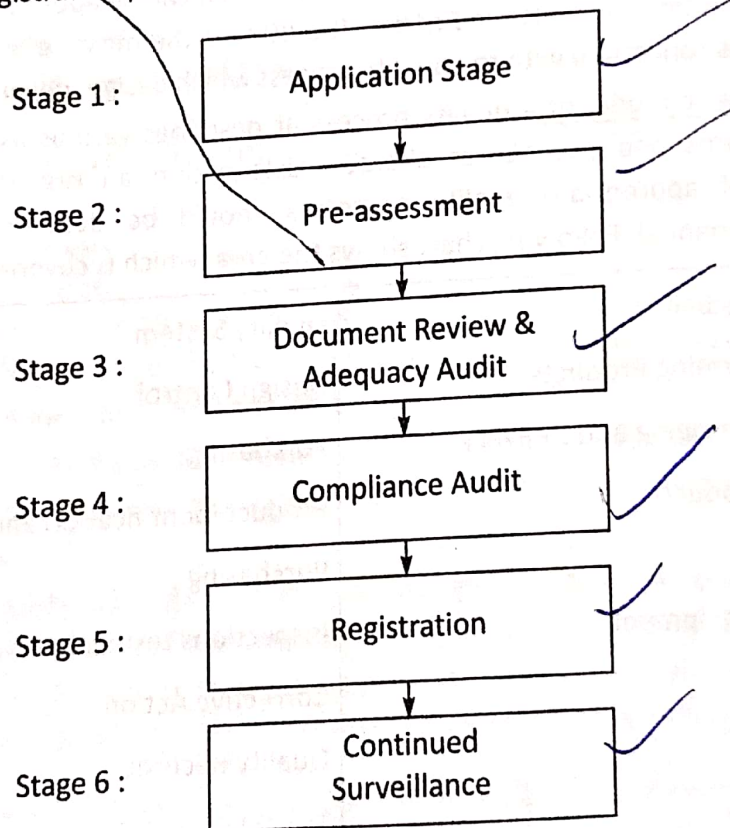 Stage 1 :
Application Stage
Stage 2 :
Pre-assessment
Stage 3 :
Document Review &
Adequacy Audit
Stage 4 :
Compliance Audit
Stage 5 :
Registration
Stage 6 :
Continued
Surveillance